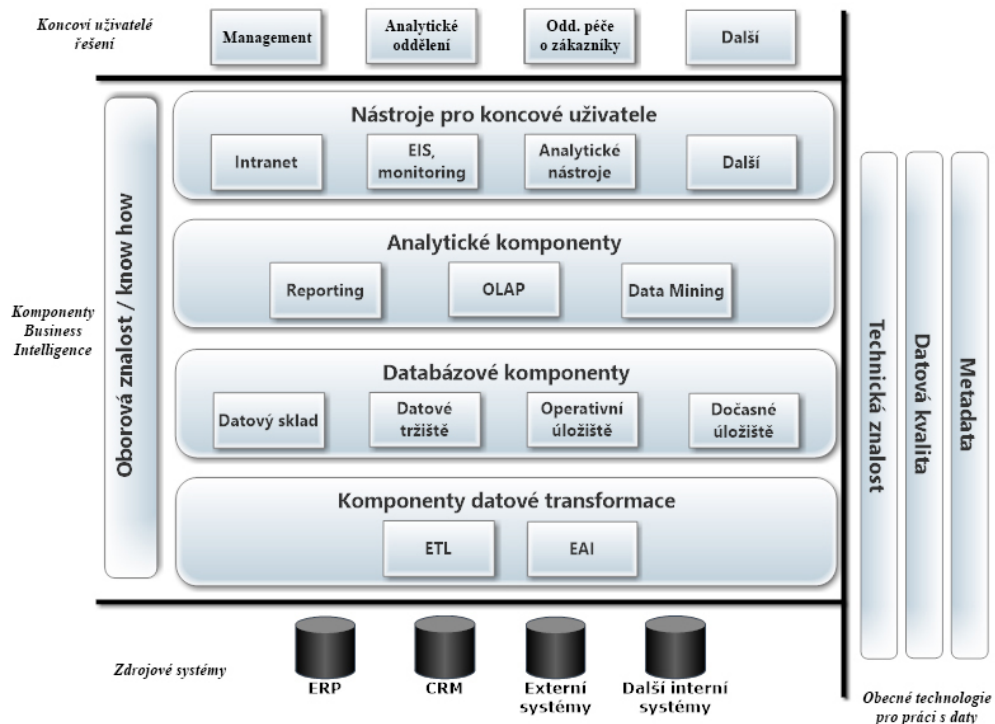 Koncoví uživatelé
řešení
Management
Analytické
oddělení
Odd. péče
o zákazníky
Další
Nástroje pro koncové uživatele
Intranet
EIS,
monitoring
Analytické
nástroje
Další
Analytické komponenty
Reporting
OLAP
Data Mining
Komponenty
Business
Intelligence
Oborová znalost / know how
Databázové komponenty
Datový sklad
Datové
tržiště
Operativní
úložiště
Dočasné
úložiště
Komponenty datové transformace
ETL
EAI
Technická znalost
Datová kvalita
Metadata
Zdrojové systémy
ERP
CRM
Externí
systémy
Další interní
systémy
Obecné technologie
pro práci s daty